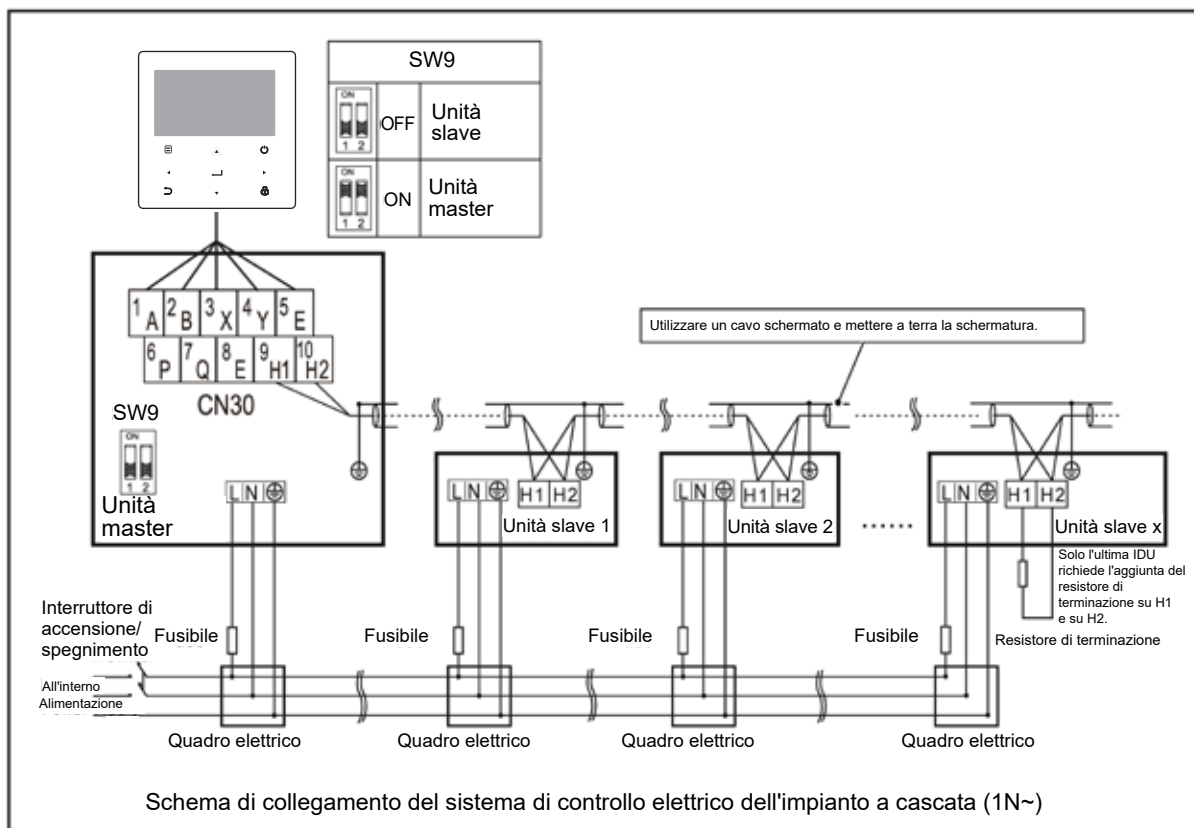 SW9
ON
1 2
OFF
Unità
slave
ON
1 2
ON
Unità
master
1 A 2 B 3 X 4 Y 5 E
6 P 7 Q 8 E 9 H1 10 H2
CN30
SW9
ON
1 2
Unità
master
L N
Utilizzare un cavo schermato e mettere a terra la schermatura.
L N H1 H2
Unità slave 1
L N H1 H2
Unità slave 2
......
L N H1 H2
Unità slave x
Solo l'ultima IDU
richiede l'aggiunta del
resistore di
terminazione su H1
e su H2.
Resistore di terminazione
Interruttore di
accensione/
spegnimento
Fusibile
Fusibile
Fusibile
Fusibile
All'interno
Alimentazione
Quadro elettrico
Quadro elettrico
Quadro elettrico
Quadro elettrico
Schema di collegamento del sistema di controllo elettrico dell'impianto a cascata (1N~)